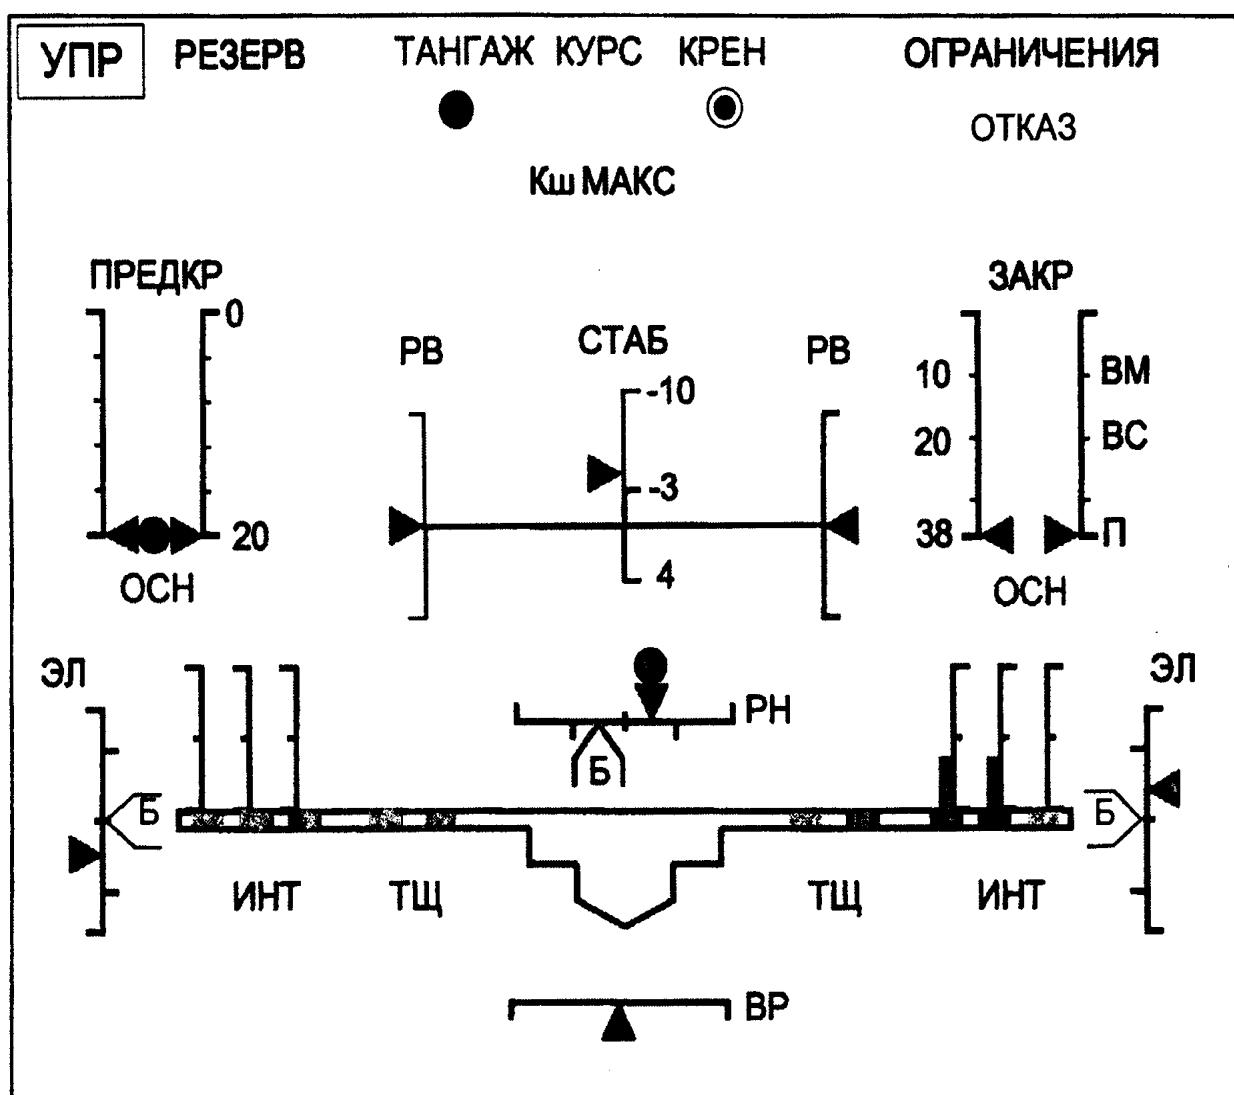 УПР РЕЗЕРВ ТАНГАЖ КУРС КРЕН ОГРАНИЧЕНИЯ
ОТКАЗ
Кш МАКС
ПРЕДКР ЗАКР
0
РВ СТАБ РВ
-10
10 ВМ
20 ВС
-3
20 38 П
4
ОСН ОСН
ЭЛ ЭЛ
РН
Б
Б Б
ИНТ ТЩ ТЩ ИНТ
ВР